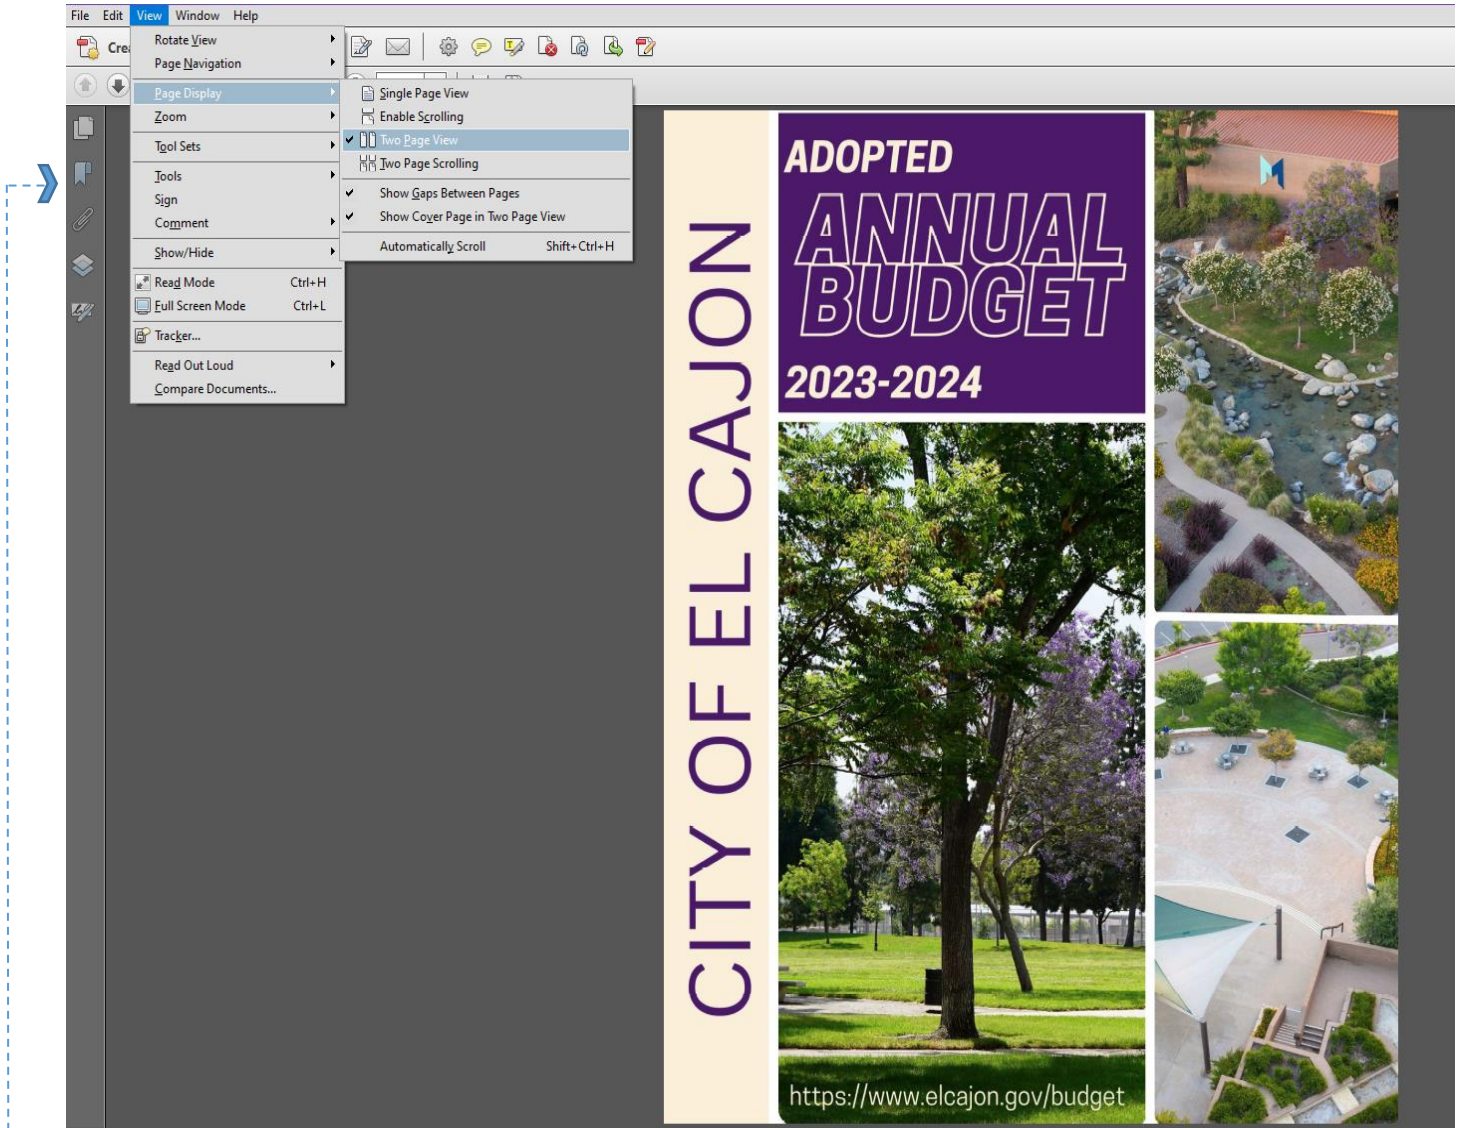 File Edit View Window Help
Cre
Rotate View
Page Navigation
Page Display
Zoom
Tool Sets
Tools
Sign
Comment
Show/Hide
Read Mode Ctrl+H
Full Screen Mode Ctrl+L
Tracker...
Read Out Loud
Compare Documents...
Single Page View
Enable Scrolling
Two Page View
Two Page Scrolling
Show Gaps Between Pages
Show Cover Page in Two Page View
Automatically Scroll Shift+Ctrl+H
CITY OF EL CAJON
ADOPTED
ANNUAL
BUDGET
2023-2024
https://www.elcajon.gov/budget